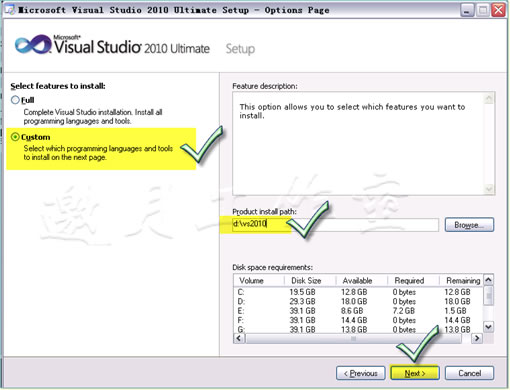 Microsoft Visual Studio 2010 Ultimate Setup - Options Page
Microsoft®
Visual Studio 2010 Ultimate Setup
Select features to install:
Full
Complete Visual Studio installation. Install all
programming languages and tools.
Custom
Select which programming languages and tools
to install on the next page.
Feature description:
This option allows you to select which features you want to
install.
邀月工作室
Product install path:
d:\vs2010
Browse...
Disk space requirements:
Volume Disk Size Available Required Remaining
C: 19.5 GB 12.8 GB 0 bytes 12.8 GB
D: 29.3 GB 18.0 GB 0 bytes 18.0 GB
E: 39.1 GB 8.6 GB 7.2 GB 1.5 GB
F: 39.1 GB 14.4 GB 0 bytes 14.4 GB
G: 39.1 GB 13.8 GB 0 bytes 13.8 GB
< Previous Next > Cancel